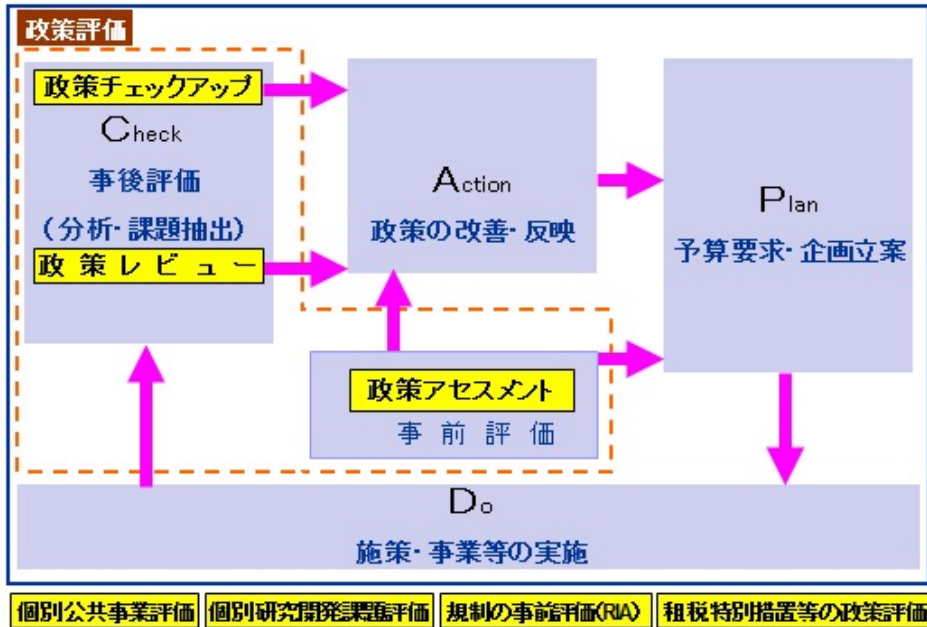 政策評価
政策チェックアップ
Check
事後評価
(分析・課題抽出)
政策レビュー
Action
政策の改善・反映
Plan
予算要求・企画立案
政策アセスメント
事前評価
Do
施策・事業等の実施
個別公共事業評価
個別研究開発課題評価
規制の事前評価(RIA)
租税特別措置等の政策評価